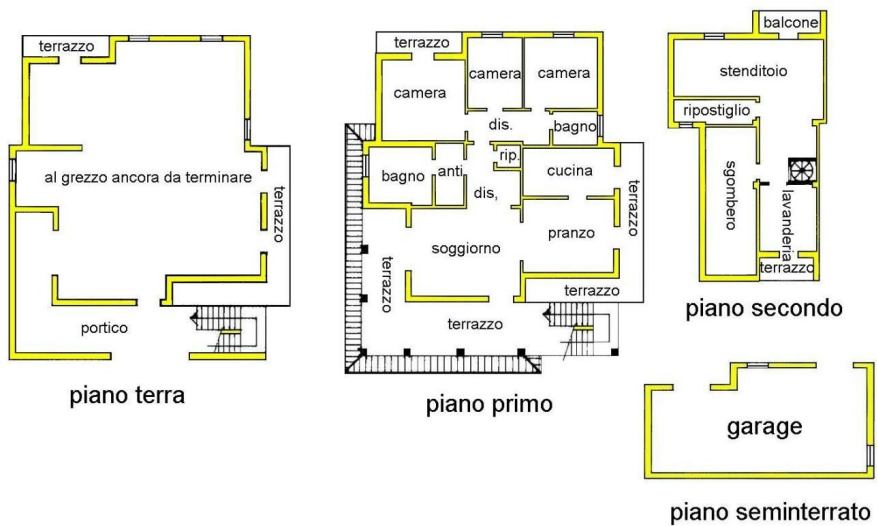 terrazzo
al grezzo ancora da terminare
terrazzo
portico
piano terra
terrazzo
camera
camera
camera
dis.
bagno
rip.
bagno
anti
cucina
dis,
terrazzo
soggiorno
pranzo
terrazzo
terrazzo
terrazzo
piano primo
balcone
stenditoio
ripostiglio
sgombero
lavanderia
terrazzo
piano secondo
garage
piano seminterrato